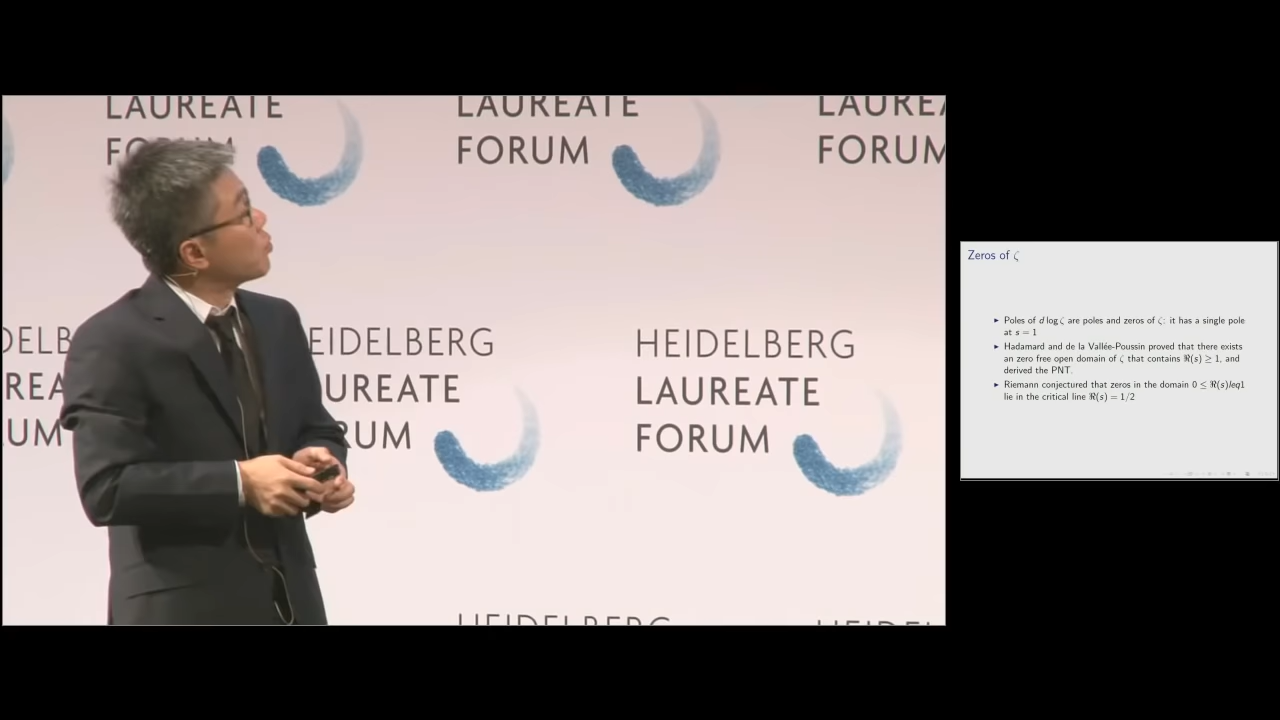 LAUREATE
FORUM
LAUREATE
FORUM
LAUREA
FORUM
DELB
REA
UM
EIDELBERG
UREATE
RUM
HEIDELBERG
LAUREATE
FORUM
HEIDELBERG
HEIDEL
Zeros of ζ
▸ Poles of d log ζ are poles and zeros of ζ: it has a single pole
at s = 1
▸ Hadamard and de la Vallée-Poussin proved that there exists
an zero free open domain of ζ that contains ℜ(s) ≥ 1, and
derived the PNT.
▸ Riemann conjectured that zeros in the domain 0 ≤ ℜ(s)leq1
lie in the critical line ℜ(s) = 1/2